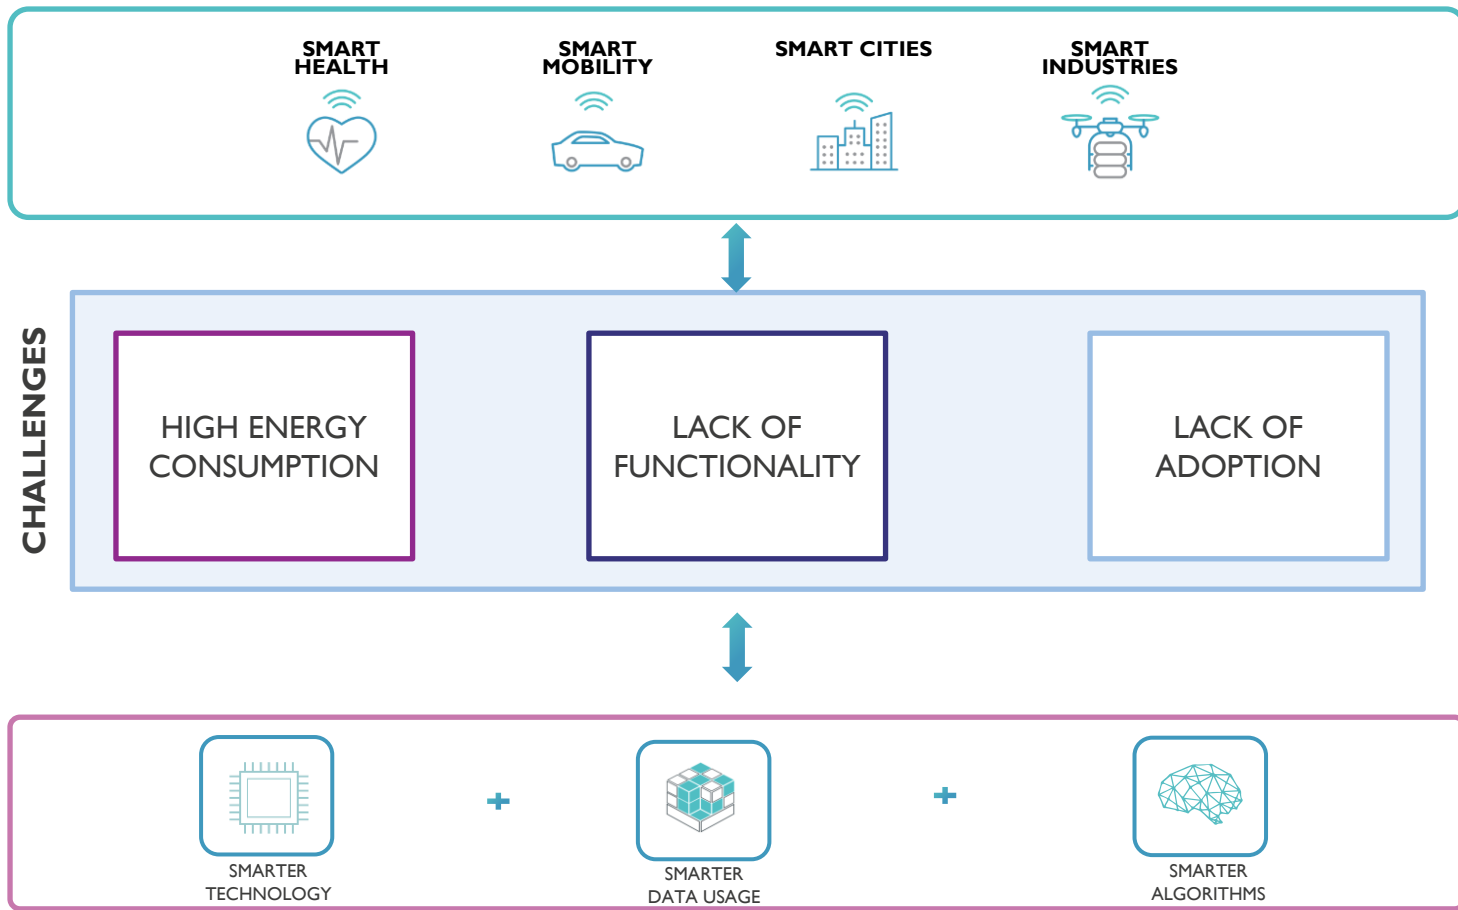 SMART
HEALTH
SMART
MOBILITY
SMART CITIES
SMART
INDUSTRIES
CHALLENGES
HIGH ENERGY
CONSUMPTION
LACK OF
FUNCTIONALITY
LACK OF
ADOPTION
SMARTER
TECHNOLOGY
+
SMARTER
DATA USAGE
+
SMARTER
ALGORITHMS